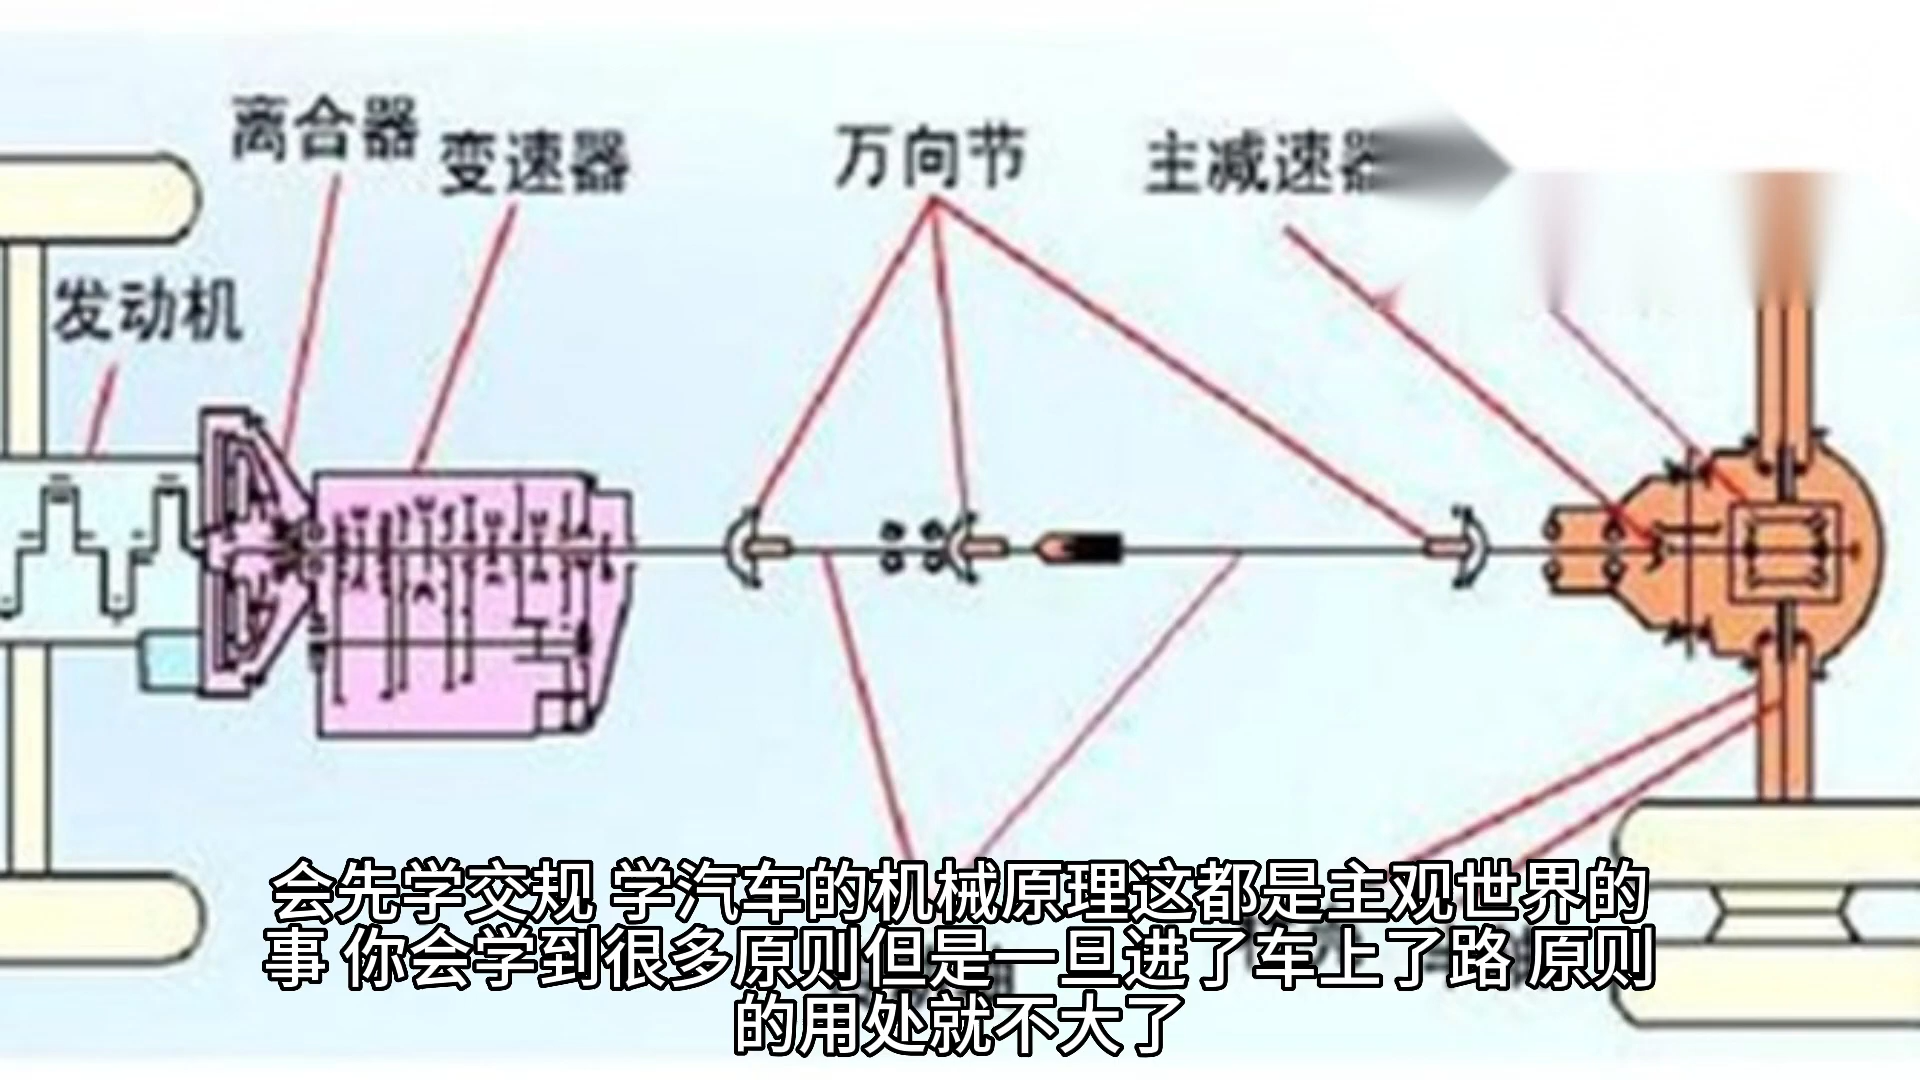 离合器
变速器
万向节
主减速器
发动机
会先学交规 学汽车的机械原理这都是主观世界的
事 你会学到很多原则但是一旦进了车上了路 原则
的用处就不大了